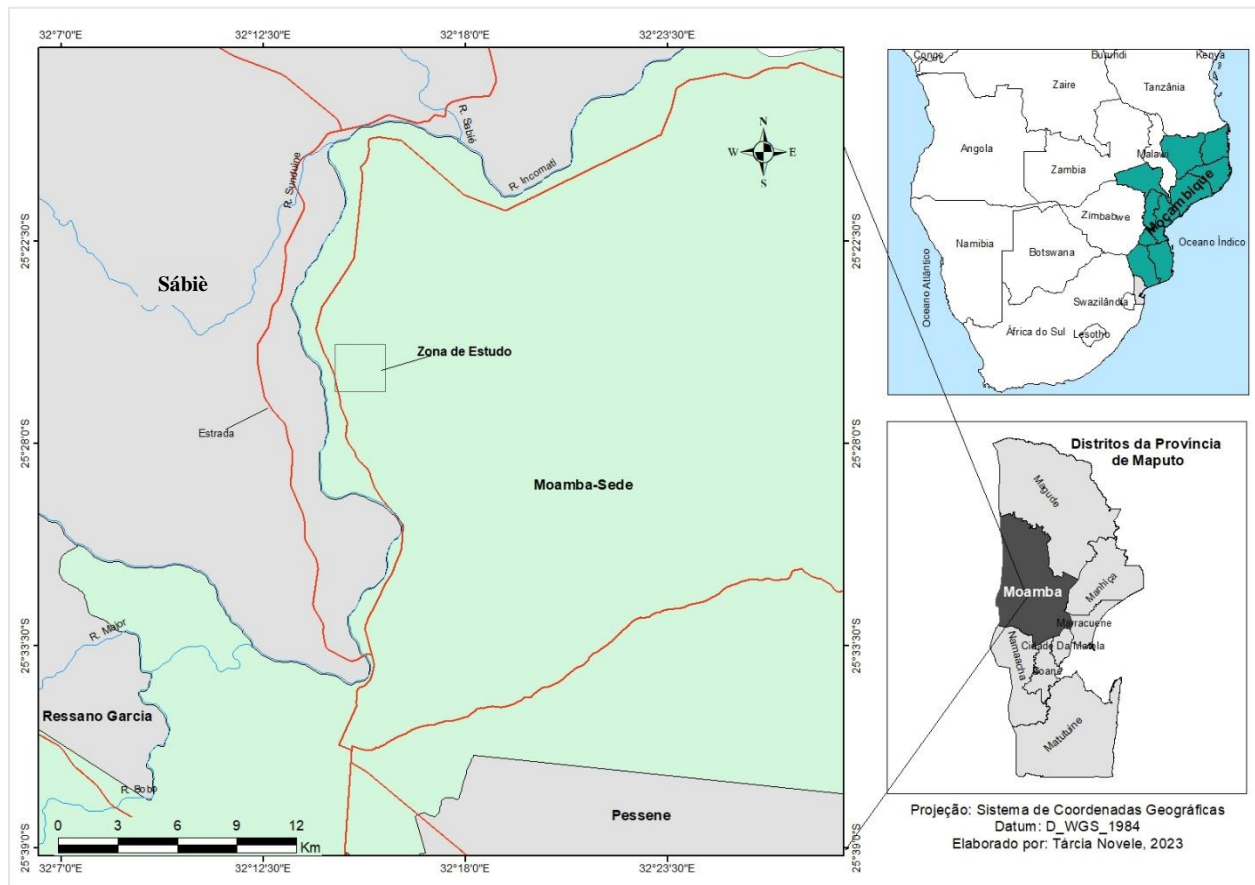 32°7'0"E
32°12'30"E
32°18'0"E
32°23'30"E
25°22'30"S
25°28'0"S
25°33'30"S
25°39'0"S
25°22'30"S
25°28'0"S
25°33'30"S
25°39'0"S
R. Sunduine
R. Sabié
R. Incomati
N
W
E
S
Sábiè
Zona de Estudo
Estrada
Moamba-Sede
R. Major
Ressano Garcia
R. Bobo
Pessene
0 3 6 9 12
Km
32°7'0"E
32°12'30"E
32°18'0"E
32°23'30"E
Congo
Burundi
Kenya
Zaire
Tanzânia
Angola
Malawi
Zambia
Moçambique
Zimbabwe
Namibia
Botswana
Oceano Índico
Oceano Atlântico
Swazilândia
África do Sul
Lesotho
Distritos da Província
de Maputo
Magude
Moamba
Manhiça
Marracuene
Cidade Da Matola
Namaacha
Boane
Matutuíne
Projeção: Sistema de Coordenadas Geográficas
Datum: D_WGS_1984
Elaborado por: Tárcia Novele, 2023